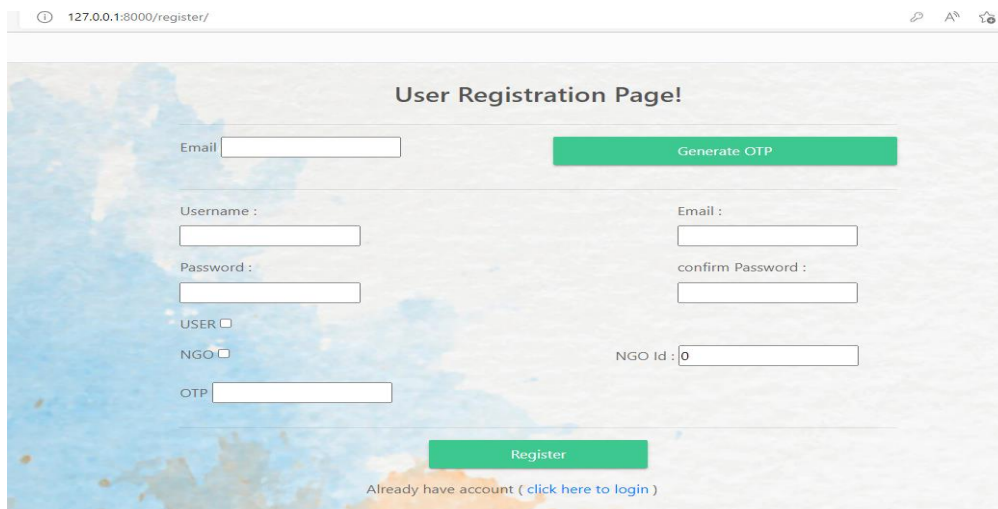 127.0.0.1:8000/register/
User Registration Page!
Email
Generate OTP
Username :
Email :
Password :
confirm Password :
USER
NGO
NGO Id : 0
OTP
Register
Already have account ( click here to login )